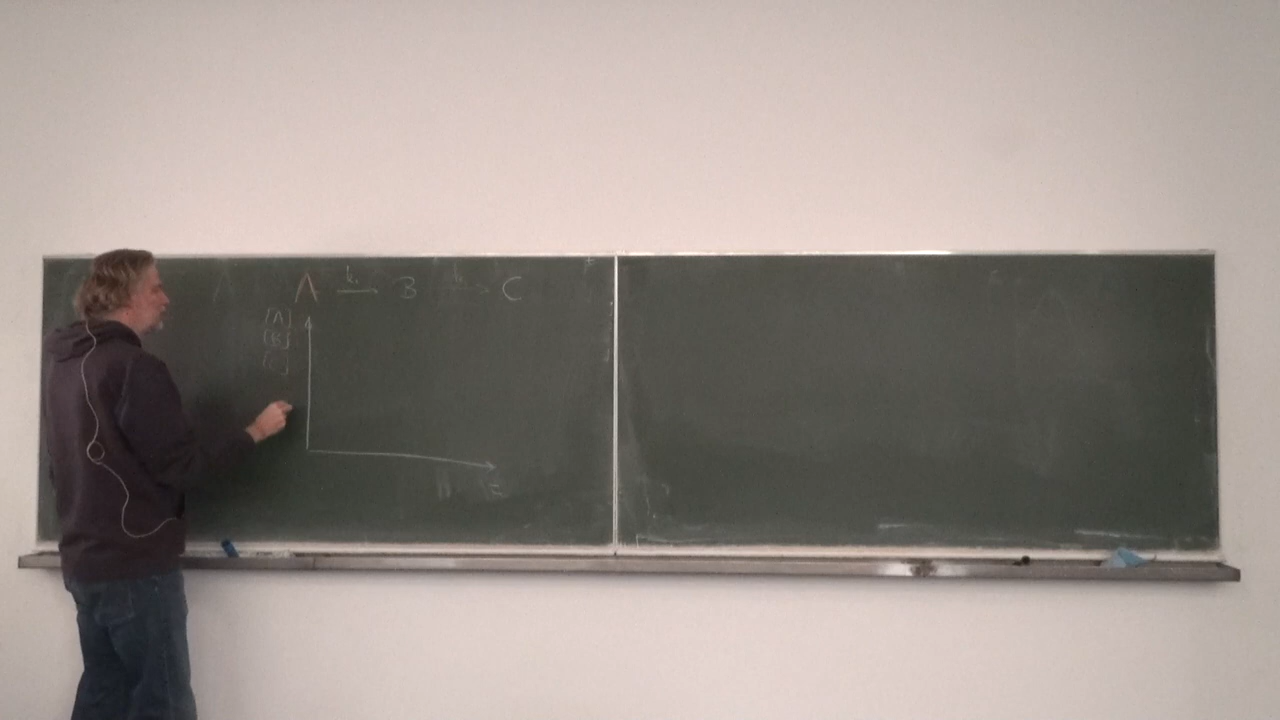 A k₁ → B k₂ → C
[A]
[B]
[C]